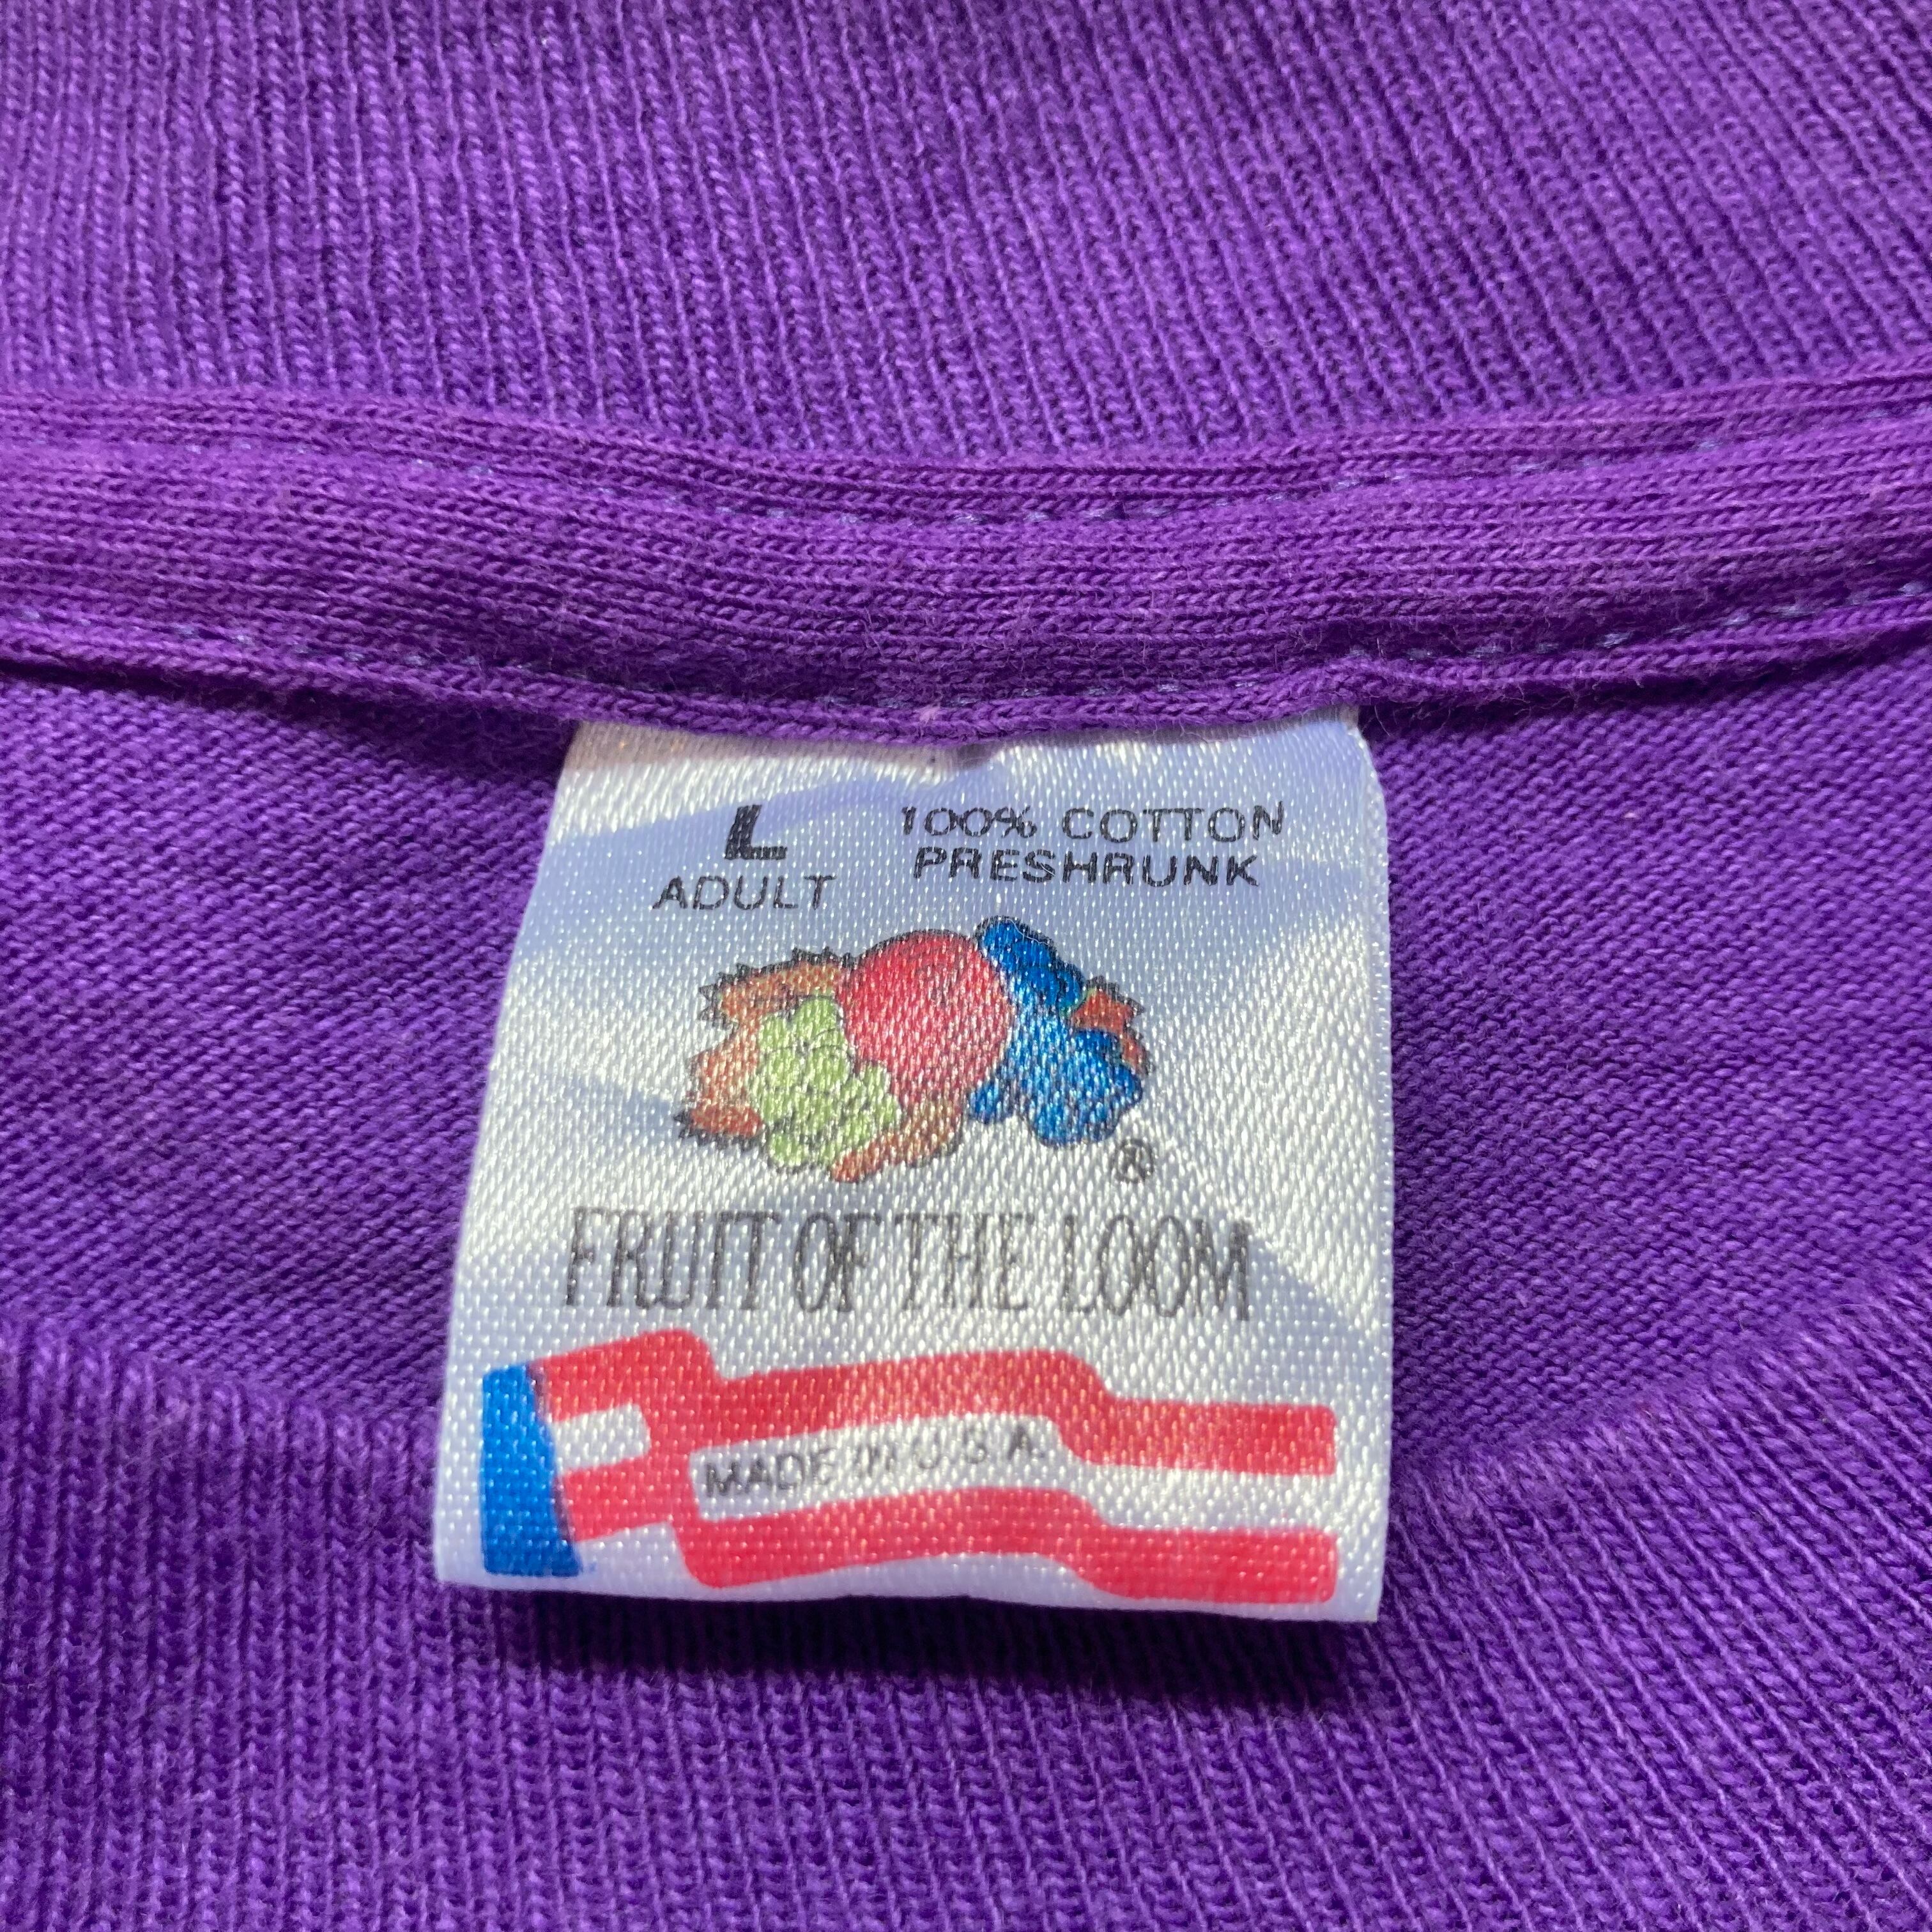 L
ADULT
100% COTTON
PRESHRUNK
®
FRUIT OF THE LOOM
MADE IN U.S.A.